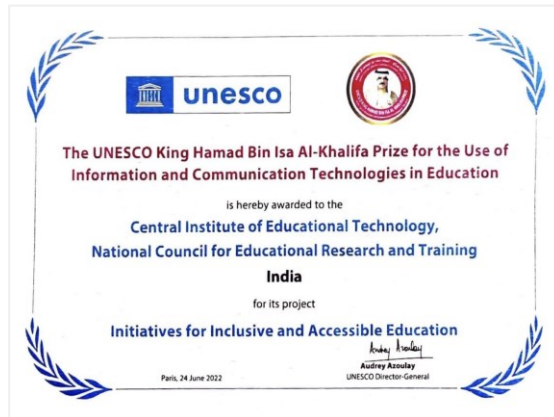 unesco
The UNESCO King Hamad Bin Isa Al-Khalifa Prize for the Use of
Information and Communication Technologies in Education
is hereby awarded to the
Central Institute of Educational Technology,
National Council for Educational Research and Training
India
for its project
Initiatives for Inclusive and Accessible Education
Audrey Azoulay
Audrey Azoulay
Paris, 24 June 2022
UNESCO Director-General